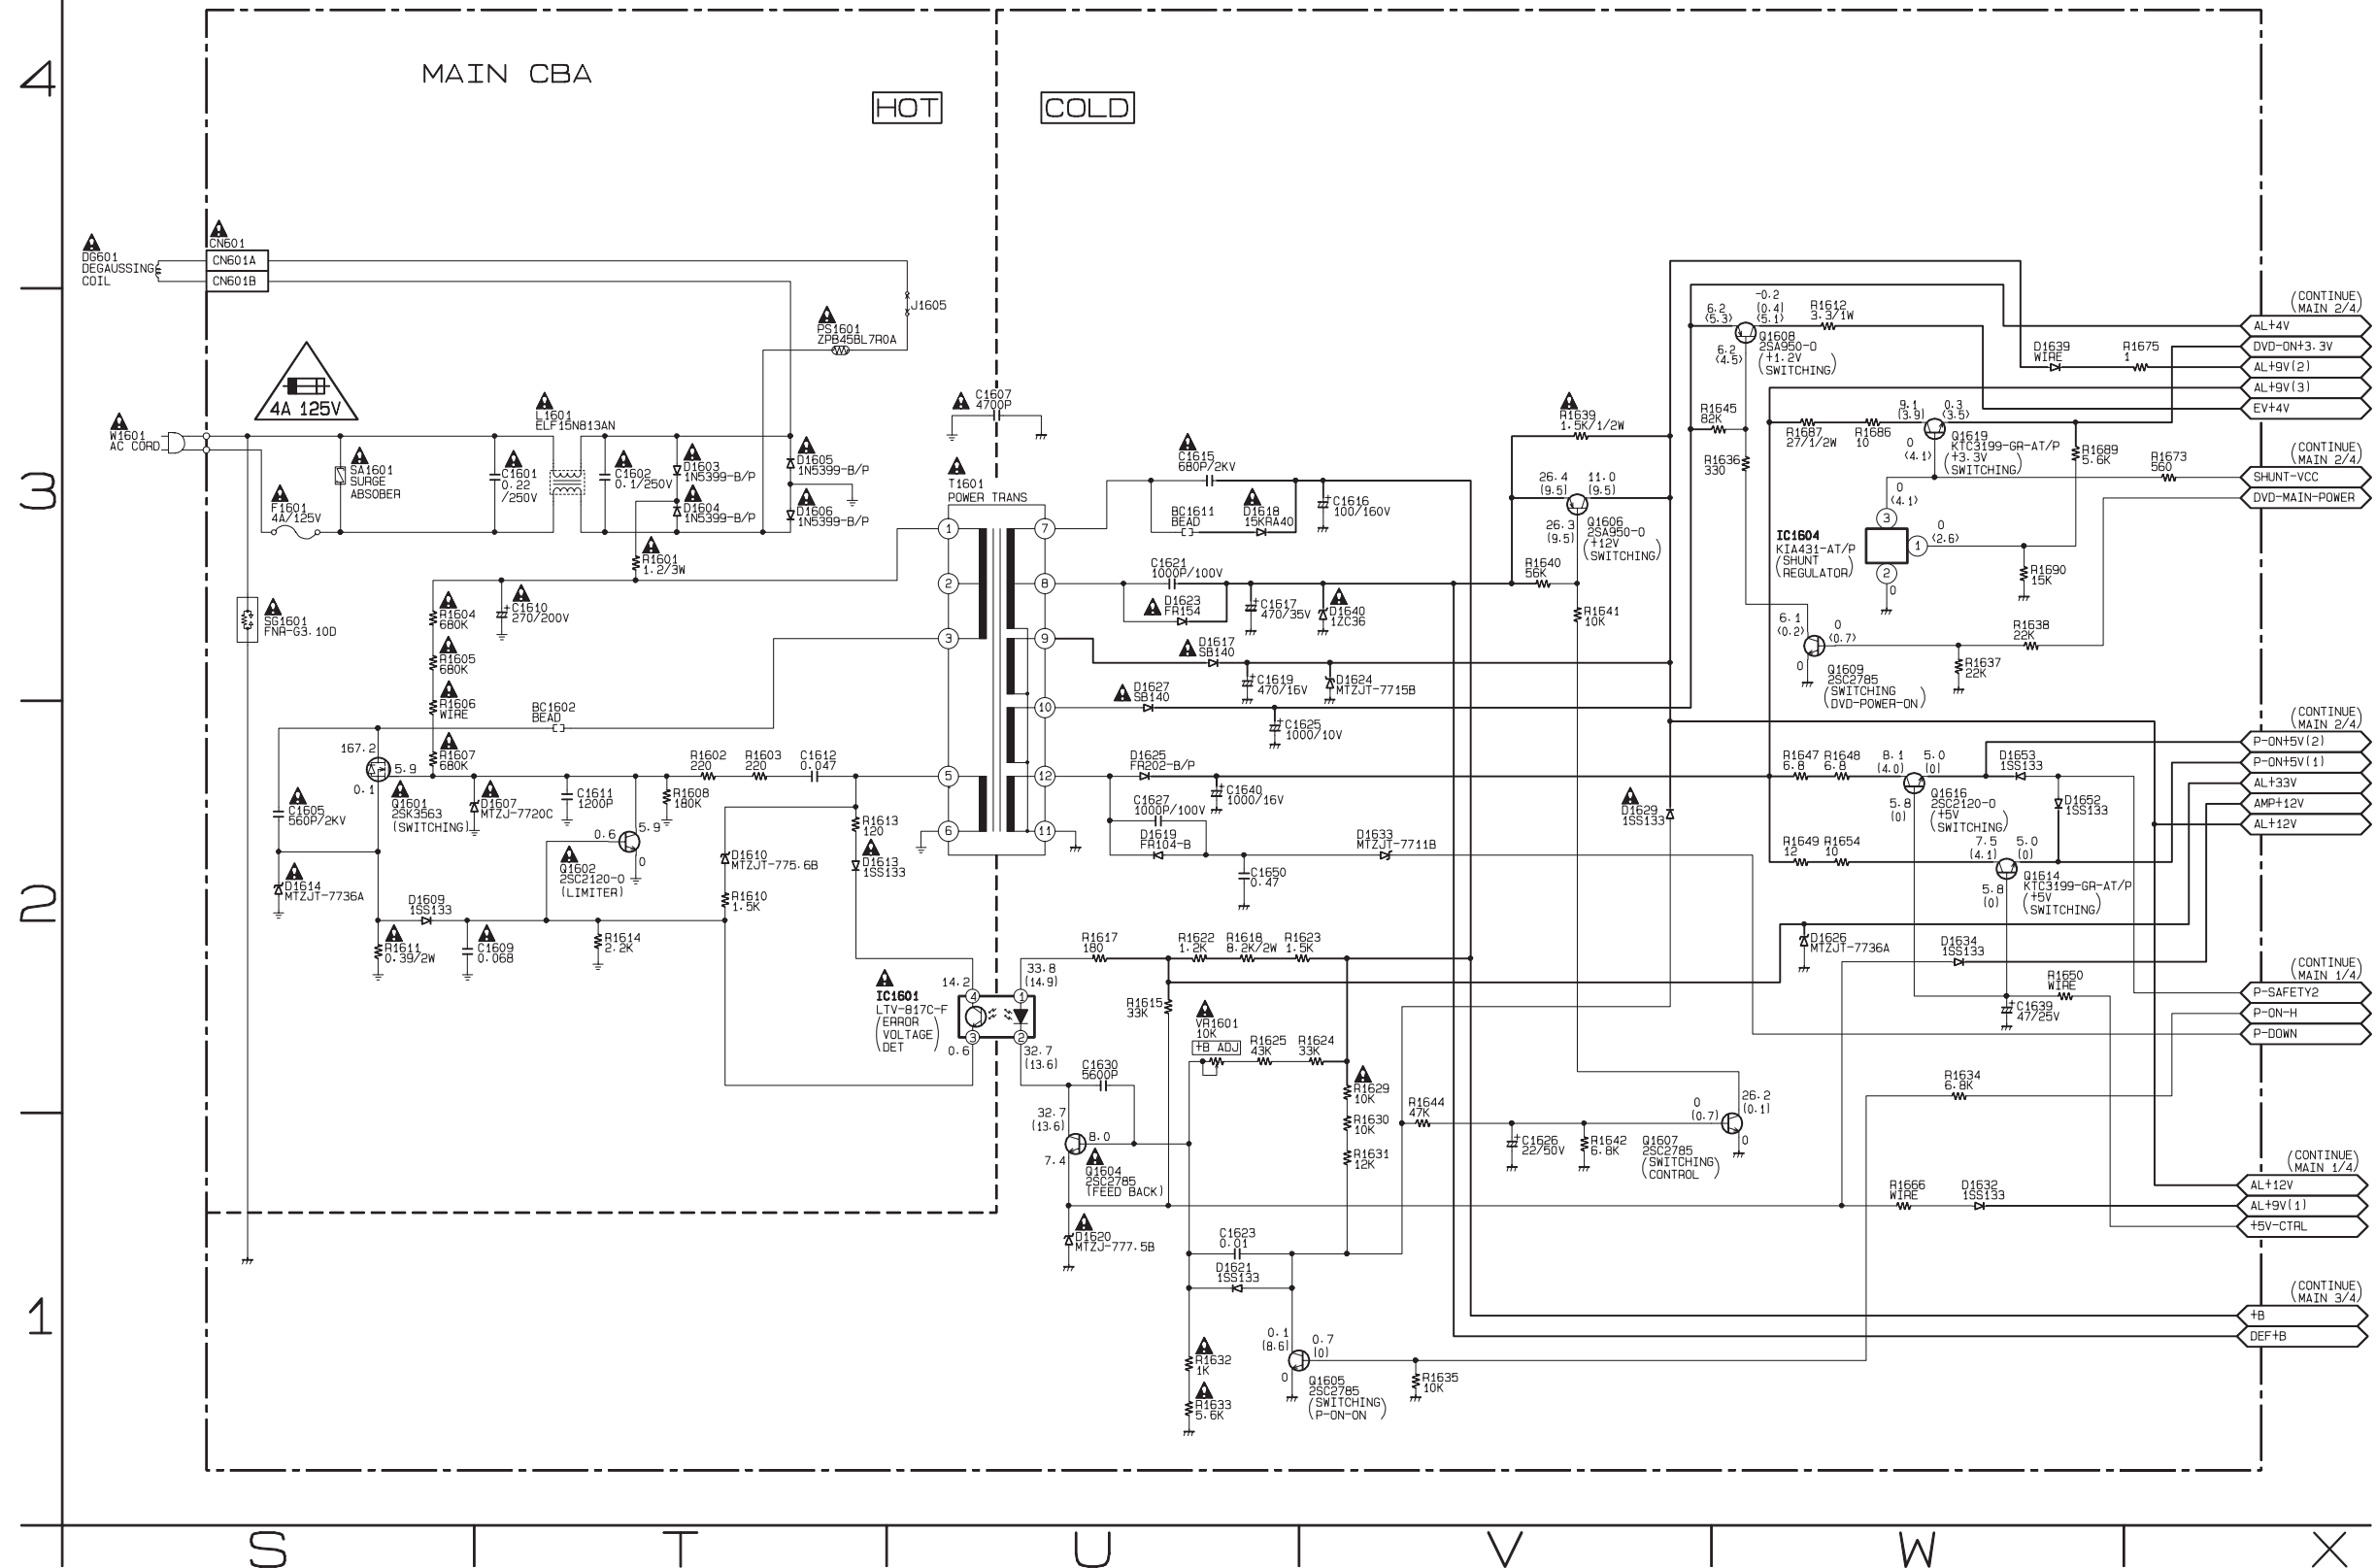 4
MAIN CBA
HOT
COLD
DG601
DEGAUSSING
COIL
CN601
CN601A
CN601B
J1605
PS1601
ZPB45BL7R0A
4A 125V
W1601
AC CORD
SA1601
SURGE
ABSOBER
F1601
4A/125V
C1601
0.22
/250V
L1601
ELF15N813AN
C1602
0.1/250V
D1603
1N5399-B/P
D1604
1N5399-B/P
D1605
1N5399-B/P
D1606
1N5399-B/P
R1601
1.2/3W
C1607
4700P
T1601
POWER TRANS
1
2
3
5
6
7
8
9
10
12
11
3
SG1601
FNR-G3.10D
R1604
680K
R1605
680K
R1606
WIRE
R1607
680K
C1610
270/200V
BC1602
BEAD
167.2
5.9
0.1
Q1601
2SK3563
(SWITCHING)
C1605
560P/2KV
D1614
MTZJT-7736A
D1607
MTZJ-7720C
C1611
1200P
0.6
5.9
0
Q1602
2SC2120-O
(LIMITER)
R1608
180K
R1602
220
R1603
220
C1612
0.047
R1613
120
D1613
1SS133
D1610
MTZJT-775.6B
R1610
1.5K
D1609
1SS133
R1611
0.39/2W
C1609
0.068
R1614
2.2K
2
14.2
IC1601
LTV-817C-F
(ERROR
VOLTAGE
DET)
0.6
4
3
1
2
33.8
(14.9)
32.7
(13.6)
C1615
680P/2KV
BC1611
BEAD
D1618
15KRA40
C1616
100/160V
C1621
1000P/100V
D1623
FR154
C1617
470/35V
D1640
1ZC36
D1617
SB140
C1619
470/16V
D1624
MTZJT-7715B
D1627
SB140
C1625
1000/10V
D1625
FR202-B/P
C1640
1000/16V
C1627
1000P/100V
D1619
FR104-B
D1633
MTZJT-7711B
C1650
0.47
R1617
180
R1622
1.2K
R1618
8.2K/2W
R1623
1.5K
R1615
33K
VR1601
10K
+B ADJ
R1625
43K
R1624
33K
C1630
5600P
32.7
(13.6)
8.0
7.4
Q1604
2SC2785
(FEED BACK)
D1620
MTZJ-777.5B
R1629
10K
R1630
10K
R1631
12K
C1623
0.01
D1621
1SS133
R1632
1K
R1633
5.6K
0.1
(8.6)
0.7
(0)
0
Q1605
2SC2785
(SWITCHING
P-ON-ON)
R1635
10K
R1639
1.5K/1/2W
26.4
(9.5)
11.0
(9.5)
26.3
(9.5)
Q1606
2SA950-O
(+12V
SWITCHING)
R1640
56K
R1641
10K
D1629
1SS133
R1644
47K
C1626
22/50V
R1642
6.8K
0
(0.7)
26.2
(0.1)
0
Q1607
2SC2785
(SWITCHING
CONTROL)
6.2
<5.3>
-0.2
(0.4)
<5.1>
6.2
<4.5>
Q1608
2SA950-O
(+1.2V
SWITCHING)
R1612
3.3/1W
R1645
82K
R1636
330
R1687
27/1/2W
R1686
10
9.1
(3.9)
0.3
<3.5>
0
<4.1>
Q1619
KTC3199-GR-AT/P
(+3.3V
SWITCHING)
R1689
5.6K
R1690
15K
D1639
WIRE
R1675
1
R1673
560
0
<4.1>
3
1
2
0
<2.6>
0
IC1604
KIA431-AT/P
(SHUNT
REGULATOR)
6.1
<0.2>
0
<0.7>
0
Q1609
2SC2785
(SWITCHING
DVD-POWER-ON)
R1638
22K
R1637
22K
R1647
6.8
R1648
6.8
8.1
(4.0)
5.0
(0)
5.8
(0)
Q1616
2SC2120-O
(+5V
SWITCHING)
D1653
1SS133
D1652
1SS133
R1649
12
R1654
10
7.5
(4.1)
5.0
(0)
5.8
(0)
Q1614
KTC3199-GR-AT/P
(+5V
SWITCHING)
D1626
MTZJT-7736A
D1634
1SS133
R1650
WIRE
C1639
47/25V
R1634
6.8K
R1666
WIRE
D1632
1SS133
(CONTINUE
MAIN 2/4)
AL+4V
DVD-ON+3.3V
AL+9V(2)
AL+9V(3)
EV+4V
(CONTINUE
MAIN 2/4)
SHUNT-VCC
DVD-MAIN-POWER
(CONTINUE
MAIN 2/4)
P-ON+5V(2)
P-ON+5V(1)
AL+33V
AMP+12V
AL+12V
(CONTINUE
MAIN 1/4)
P-SAFETY2
P-ON-H
P-DOWN
(CONTINUE
MAIN 1/4)
AL+12V
AL+9V(1)
+5V-CTRL
(CONTINUE
MAIN 3/4)
+B
DEF+B
1
S
T
U
V
W
X